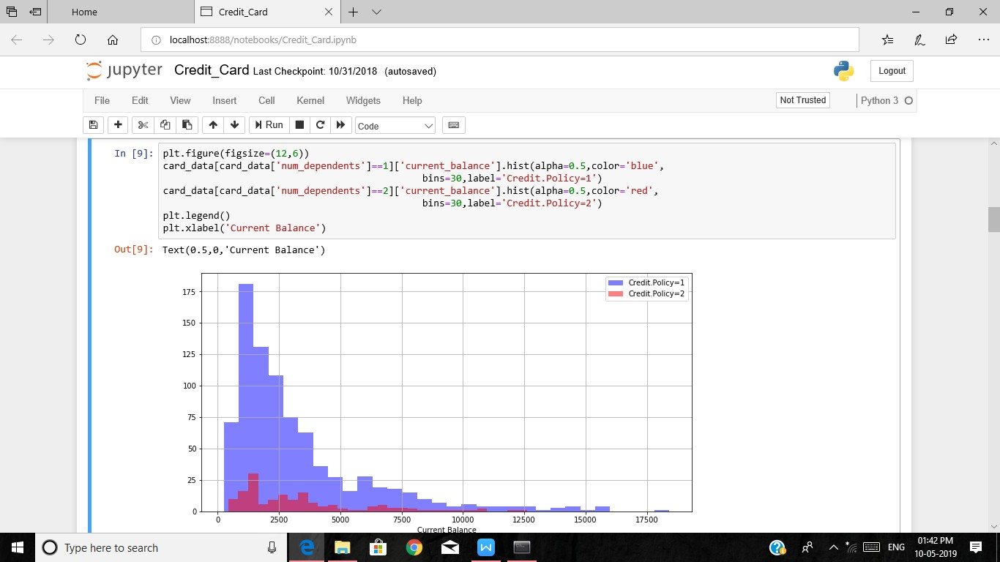 Home
Credit_Card
localhost:8888/notebooks/Credit_Card.ipynb
jupyter Credit_Card Last Checkpoint: 10/31/2018 (autosaved)
Logout
File Edit View Insert Cell Kernel Widgets Help
Not Trusted
Python 3
Run
Code
In [9]:
plt.figure(figsize=(12,6))
card_data[card_data['num_dependents']==1]['current_balance'].hist(alpha=0.5,color='blue',
bins=30,label='Credit.Policy=1')
card_data[card_data['num_dependents']==2]['current_balance'].hist(alpha=0.5,color='red',
bins=30,label='Credit.Policy=2')
plt.legend()
plt.xlabel('Current Balance')
Out[9]: Text(0.5,0,'Current Balance')
Credit.Policy=1
Credit.Policy=2
175
150
125
100
75
50
25
0
0 2500 5000 7500 10000 12500 15000 17500
Current Balance
Type here to search
W
ENG
01:42 PM
10-05-2019